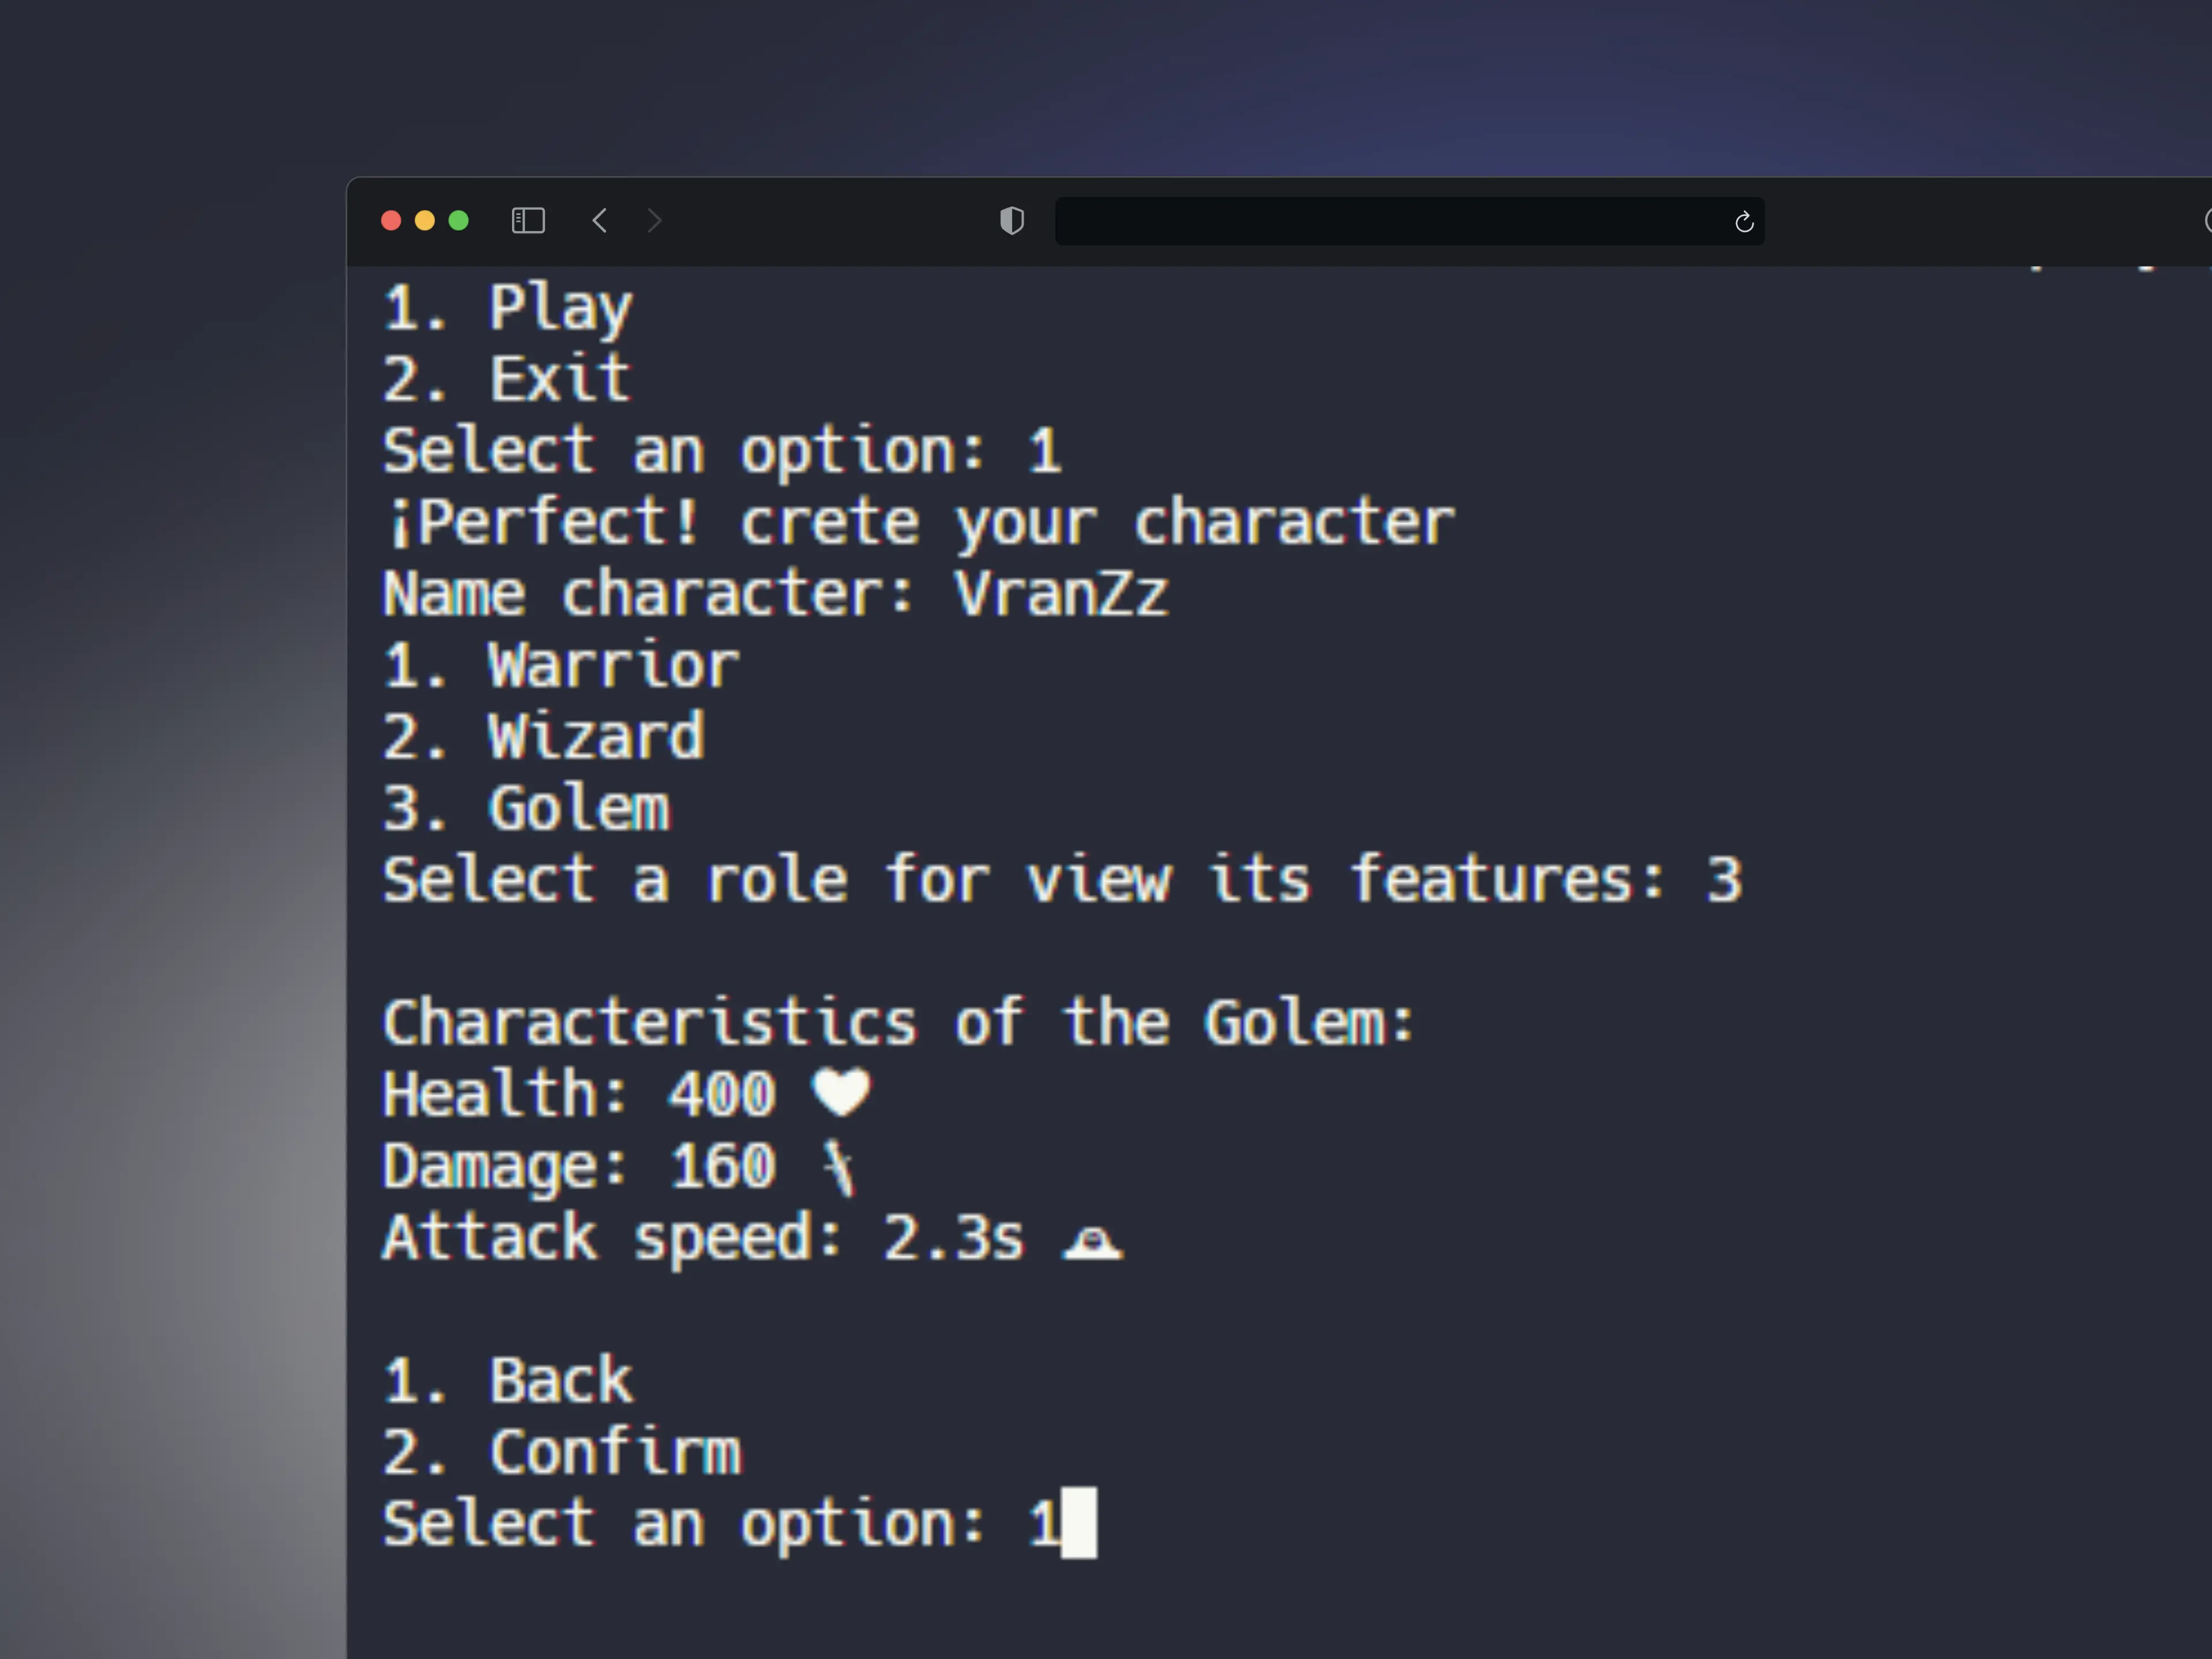 1. Play
2. Exit
Select an option: 1
¡Perfect! crete your character
Name character: VranZz
1. Warrior
2. Wizard
3. Golem
Select a role for view its features: 3
Characteristics of the Golem:
Health: 400
Damage: 160
Attack speed: 2.3s
1. Back
2. Confirm
Select an option: 1